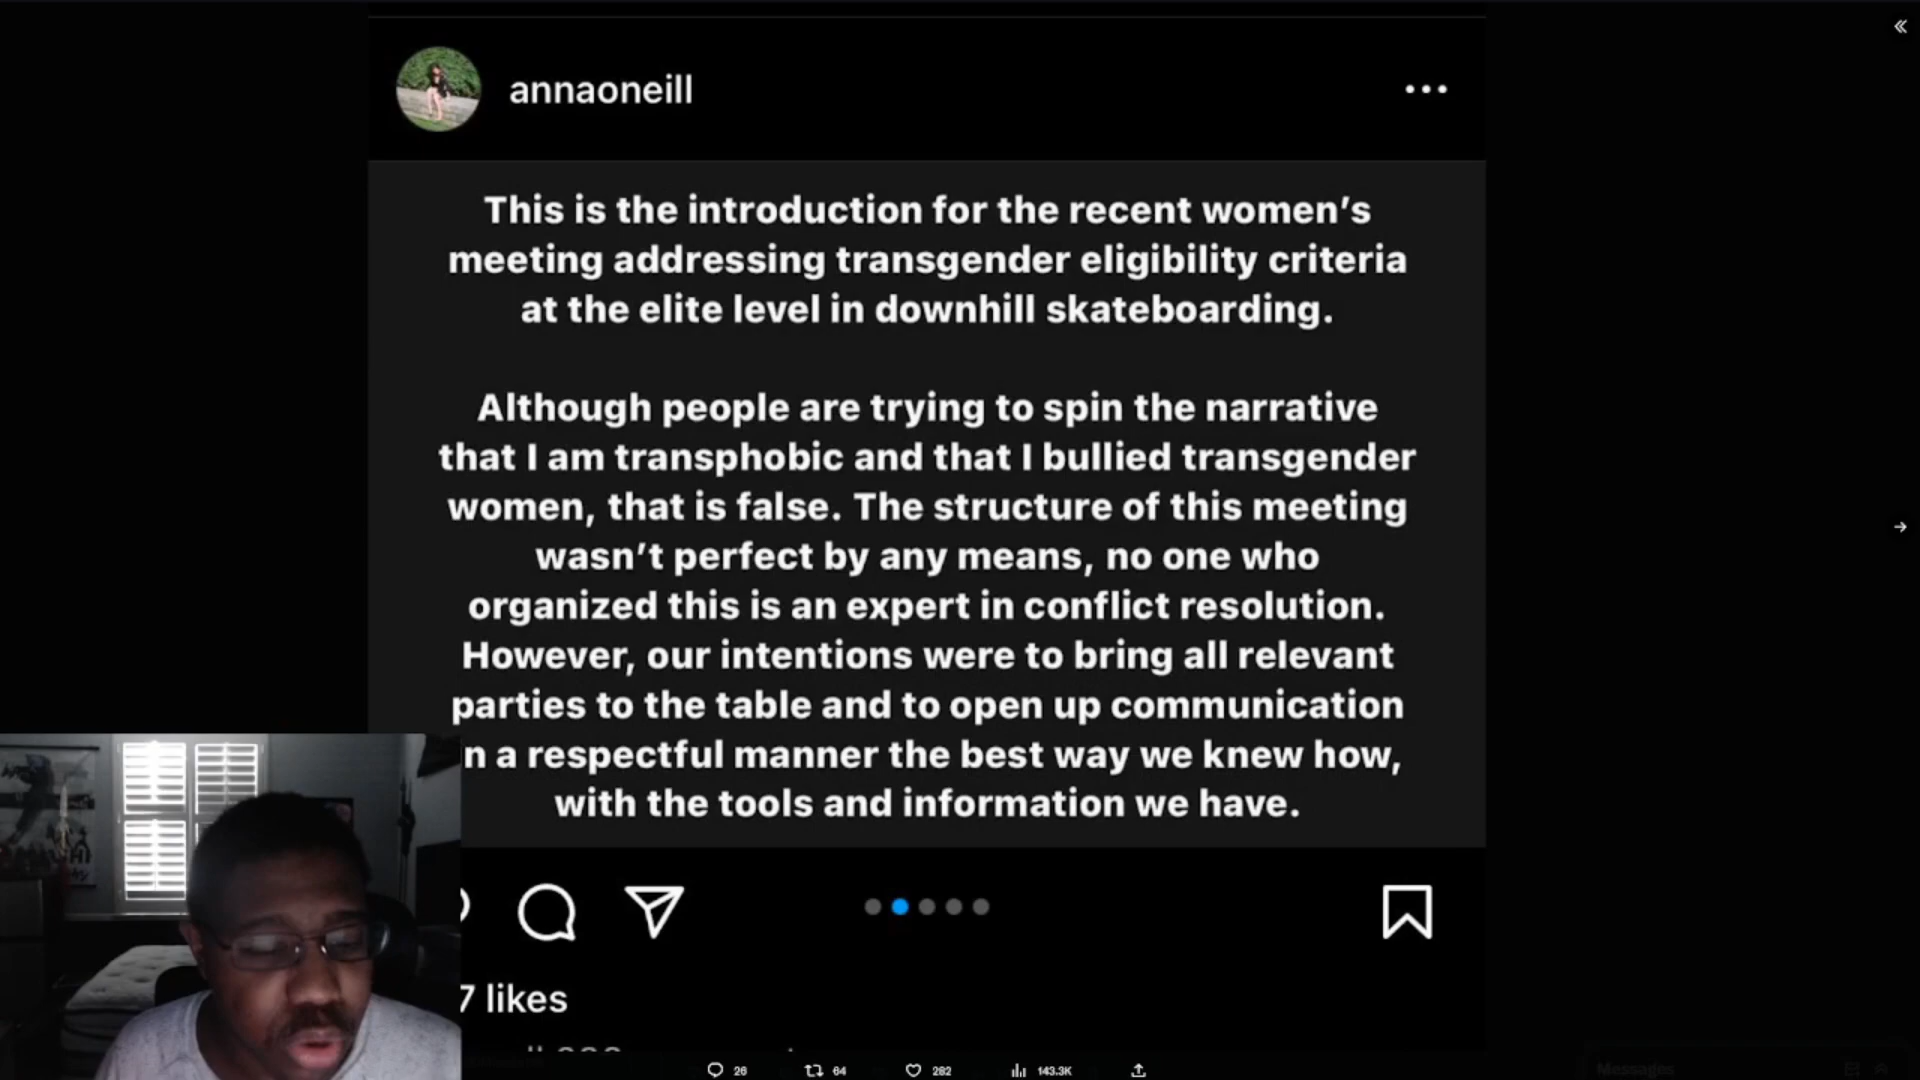 annaoneill
This is the introduction for the recent women's
meeting addressing transgender eligibility criteria
at the elite level in downhill skateboarding.
Although people are trying to spin the narrative
that I am transphobic and that I bullied transgender
women, that is false. The structure of this meeting
wasn't perfect by any means, no one who
organized this is an expert in conflict resolution.
However, our intentions were to bring all relevant
parties to the table and to open up communication
n a respectful manner the best way we knew how,
with the tools and information we have.
7 likes
26 64 282 143.3K
Messages